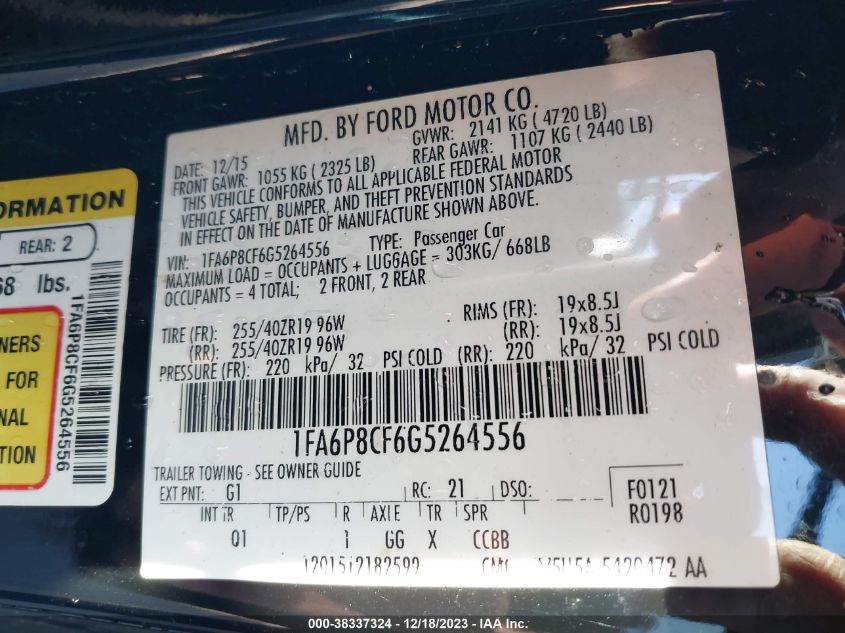 ORMATION
REAR: 2
68 lbs.
NERS
FOR
NAL
TION
1FA6P8CF6G5264556
MFD. BY FORD MOTOR CO.
DATE: 12/15 GVWR: 2141 KG ( 4720 LB)
FRONT GAWR: 1055 KG ( 2325 LB) REAR GAWR: 1107 KG ( 2440 LB)
THIS VEHICLE CONFORMS TO ALL APPLICABLE FEDERAL MOTOR
VEHICLE SAFETY, BUMPER, AND THEFT PREVENTION STANDARDS
IN EFFECT ON THE DATE OF MANUFACTURE SHOWN ABOVE.
VIN: 1FA6P8CF6G5264556 TYPE: Passenger Car
MAXIMUM LOAD = OCCUPANTS + LUGGAGE = 303KG/ 668LB
OCCUPANTS = 4 TOTAL; 2 FRONT, 2 REAR
TIRE (FR): 255/40ZR19 96W RIMS (FR): 19x8.5J
(RR): 255/40ZR19 96W (RR): 19x8.5J
PRESSURE (FR): 220 kPa/ 32 PSI COLD (RR): 220 kPa/ 32 PSI COLD
1FA6P8CF6G5264556
TRAILER TOWING - SEE OWNER GUIDE
EXT PNT: G1 RC: 21 DSO: F0121
INT TR TP/PS R AXLE TR SPR R0198
01 1 GG X CCBB
5420472 AA
000-38337324 - 12/18/2023 - IAA Inc.